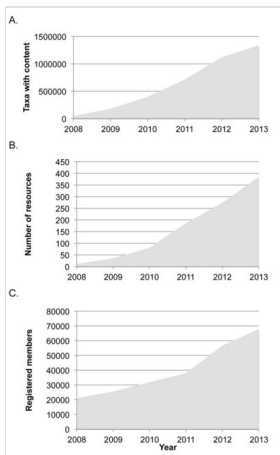 A.
Taxa with content
1500000
1000000
500000
0
2008 2009 2010 2011 2012 2013
B.
Number of resources
450
400
350
300
250
200
150
100
50
0
2008 2009 2010 2011 2012 2013
C.
Registered members
80000
70000
60000
50000
40000
30000
20000
10000
0
2008 2009 2010 2011 2012 2013
Year